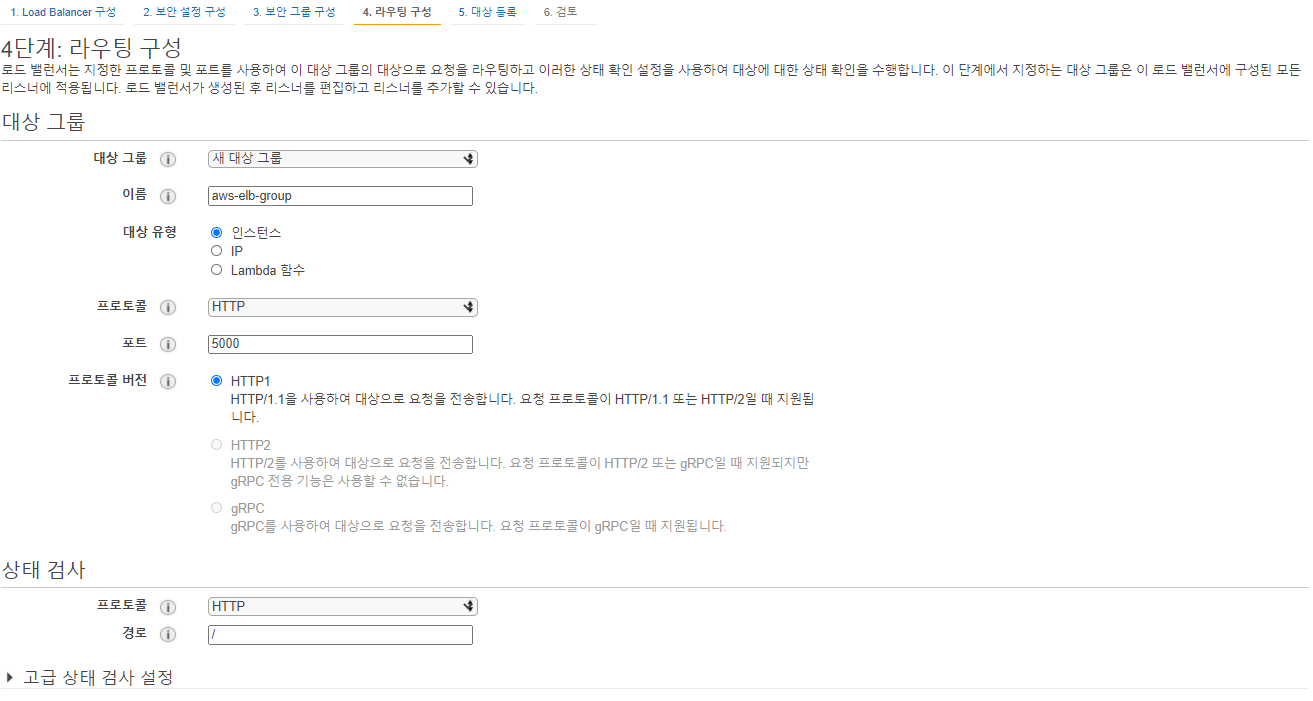 1. Load Balancer 구성 2. 보안 설정 구성 3. 보안 그룹 구성 4. 라우팅 구성 5. 대상 등록 6. 검토
4단계: 라우팅 구성
로드 밸런서는 지정한 프로토콜 및 포트를 사용하여 이 대상 그룹의 대상으로 요청을 라우팅하고 이러한 상태 확인 설정을 사용하여 대상에 대한 상태 확인을 수행합니다. 이 단계에서 지정하는 대상 그룹은 이 로드 밸런서에 구성된 모든
리스너에 적용됩니다. 로드 밸런서가 생성된 후 리스너를 편집하고 리스너를 추가할 수 있습니다.
대상 그룹
대상 그룹 i 새 대상 그룹
이름 i aws-elb-group
대상 유형 인스턴스
IP
Lambda 함수
프로토콜 i HTTP
포트 i 5000
프로토콜 버전 i HTTP1
HTTP/1.1을 사용하여 대상으로 요청을 전송합니다. 요청 프로토콜이 HTTP/1.1 또는 HTTP/2일 때 지원됩
니다.
HTTP2
HTTP/2를 사용하여 대상으로 요청을 전송합니다. 요청 프로토콜이 HTTP/2 또는 gRPC일 때 지원되지만
gRPC 전용 기능은 사용할 수 없습니다.
gRPC
gRPC를 사용하여 대상으로 요청을 전송합니다. 요청 프로토콜이 gRPC일 때 지원됩니다.
상태 검사
프로토콜 i HTTP
경로 i /
고급 상태 검사 설정